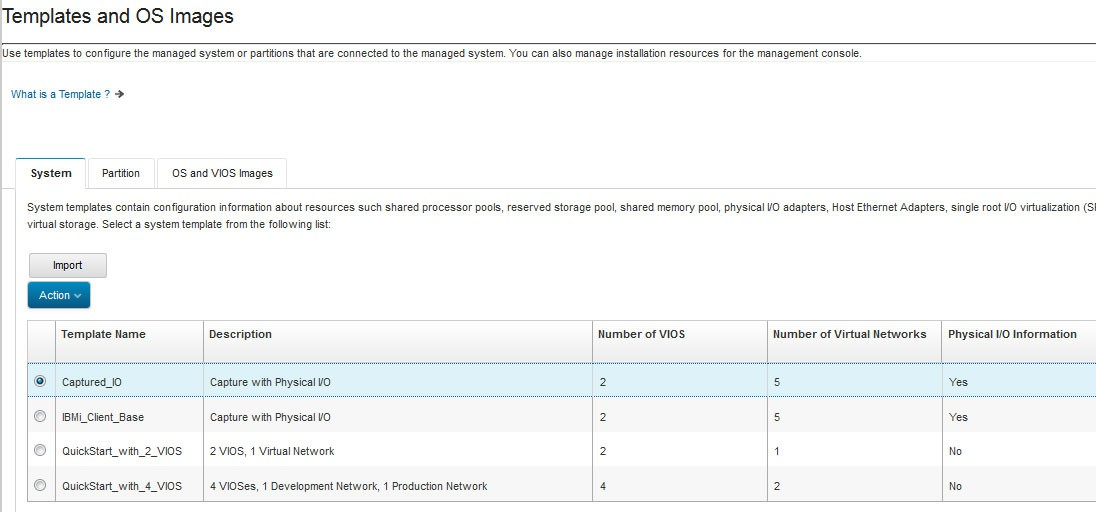 Templates and OS Images
Use templates to configure the managed system or partitions that are connected to the managed system. You can also manage installation resources for the management console.
What is a Template ?
System Partition OS and VIOS Images
System templates contain configuration information about resources such shared processor pools, reserved storage pool, shared memory pool, physical I/O adapters, Host Ethernet Adapters, single root I/O virtualization
virtual storage. Select a system template from the following list:
Import
Action
Template Name Description Number of VIOS Number of Virtual Networks Physical I/O Information
Captured_IO Capture with Physical I/O 2 5 Yes
IBMi_Client_Base Capture with Physical I/O 2 5 Yes
QuickStart_with_2_VIOS 2 VIOS, 1 Virtual Network 2 1 No
QuickStart_with_4_VIOS 4 VIOSes, 1 Development Network, 1 Production Network 4 2 No